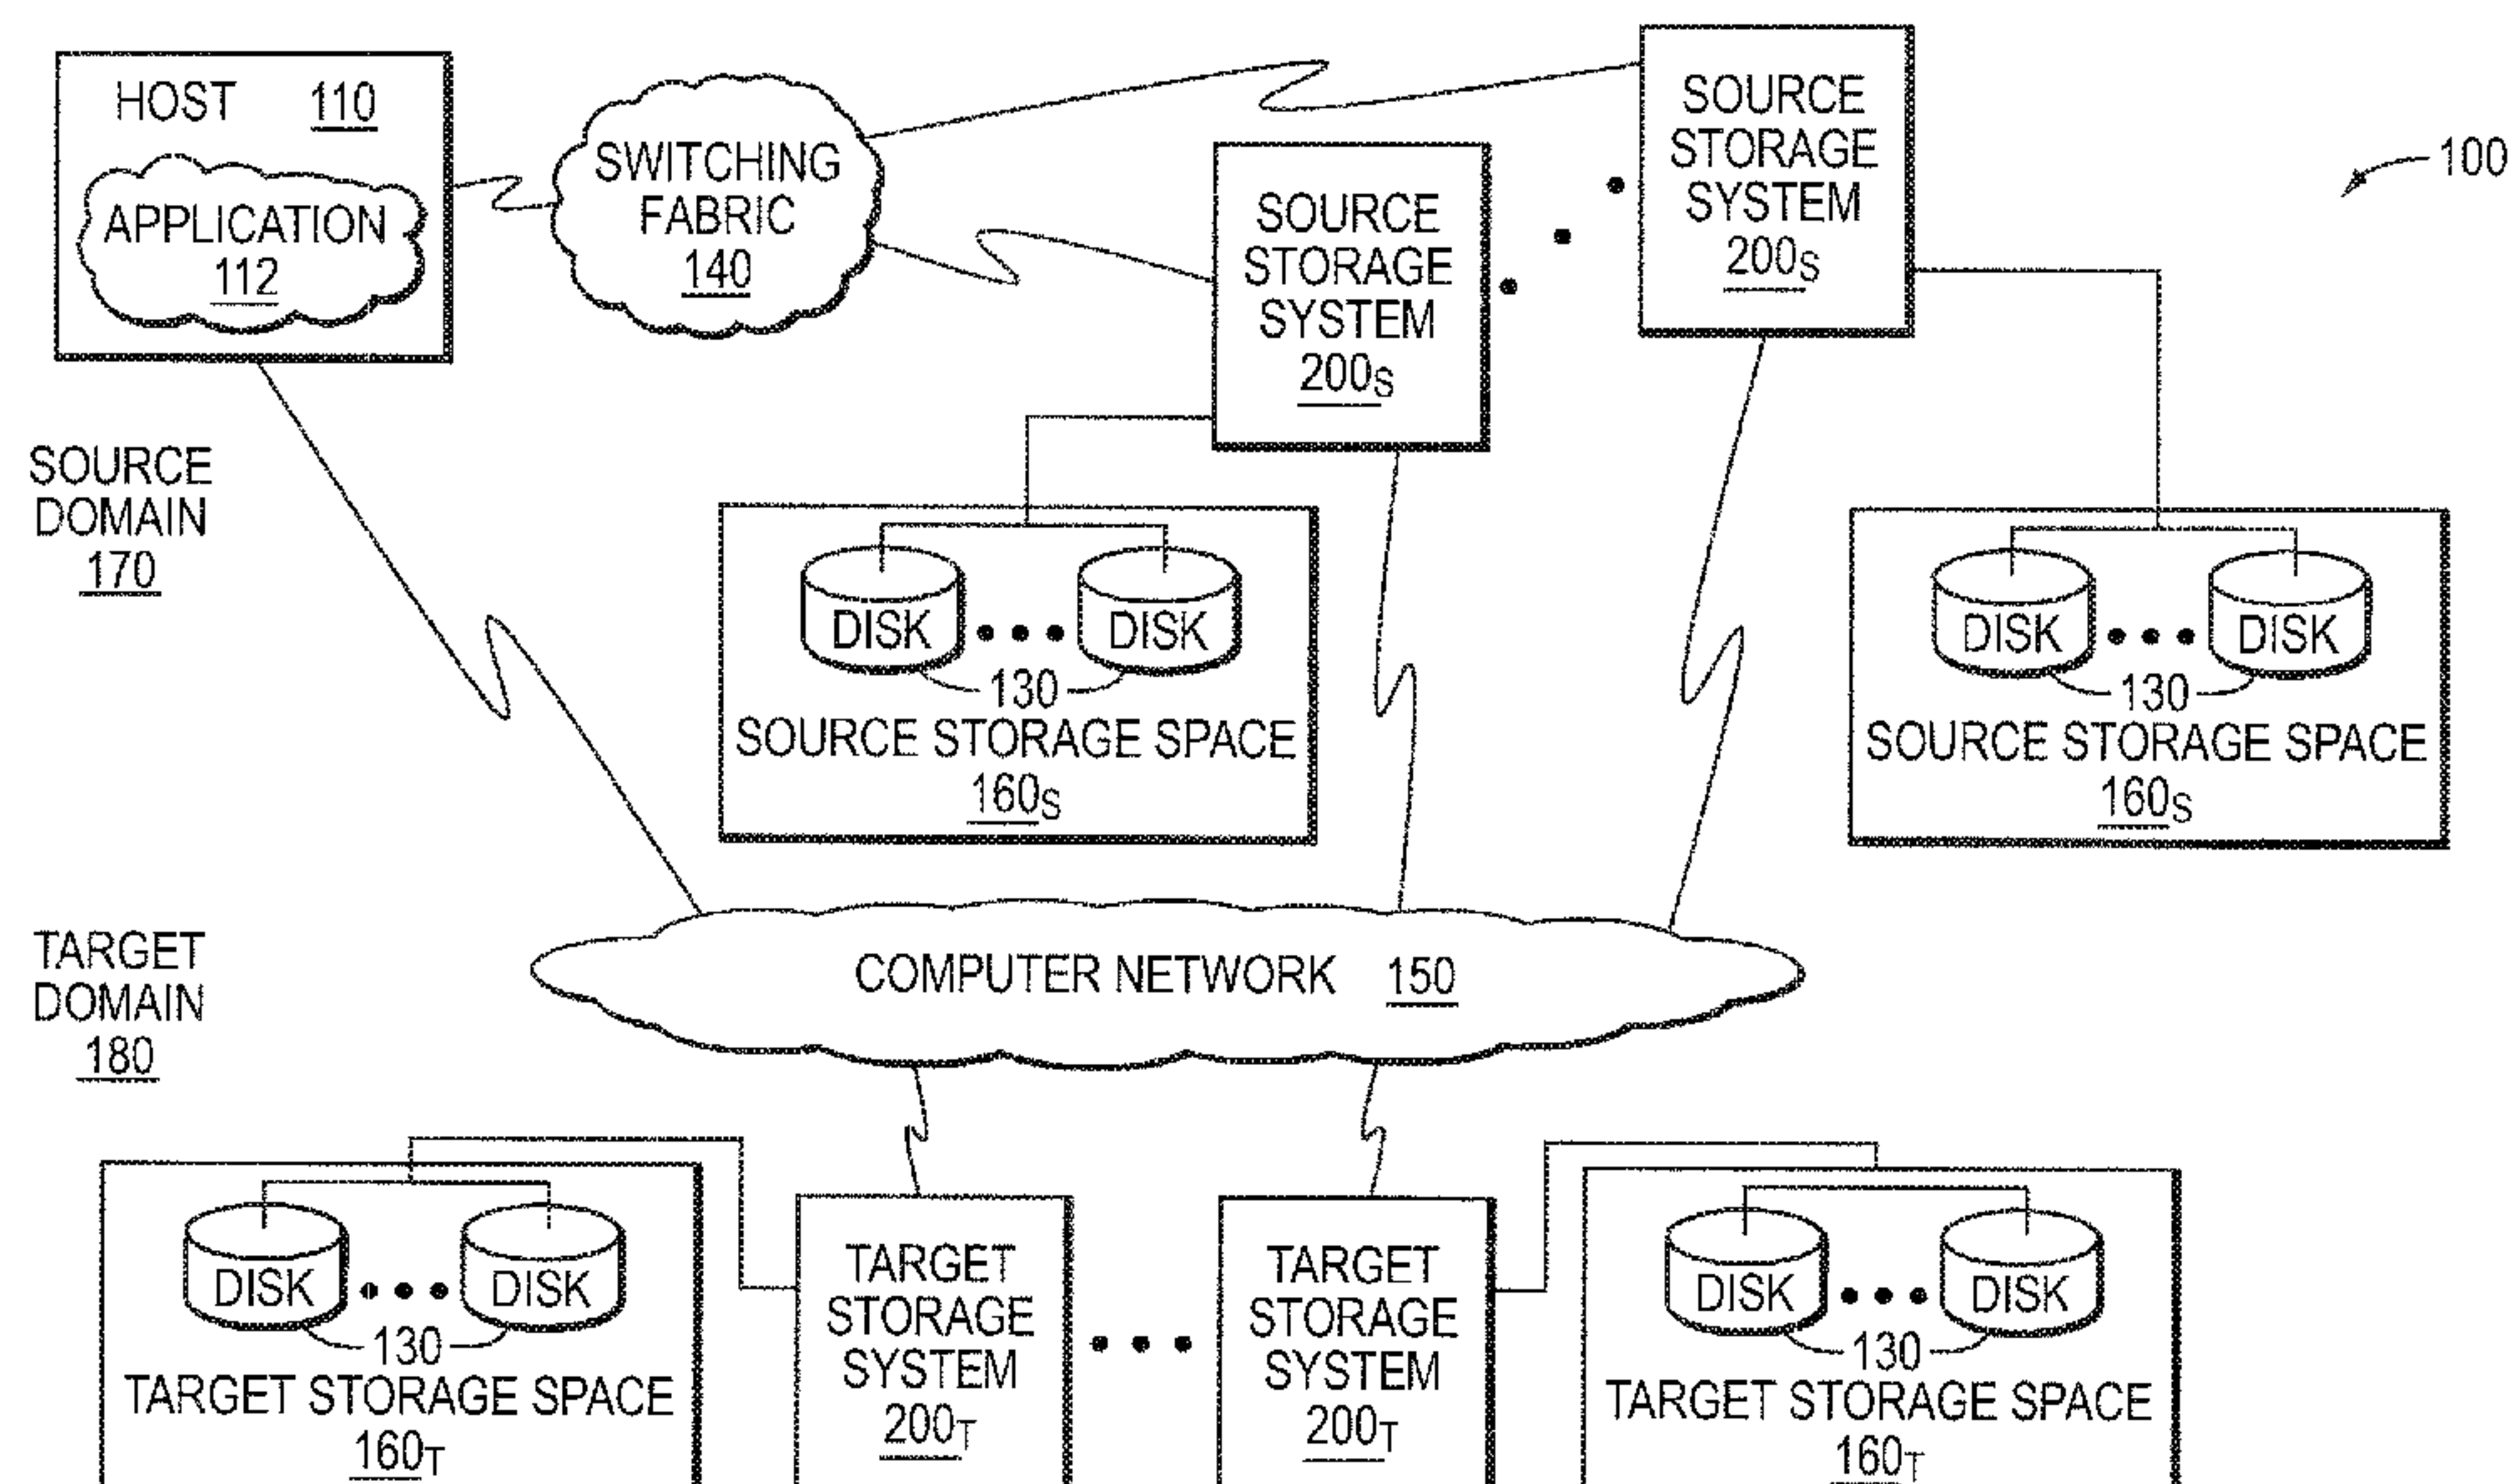 HOST 110
APPLICATION
112
SWITCHING
FABRIC
140
SOURCE
STORAGE
SYSTEM
200S
SOURCE
STORAGE
SYSTEM
200S
100
SOURCE
DOMAIN
170
DISK DISK
130
SOURCE STORAGE SPACE
160S
DISK DISK
130
SOURCE STORAGE SPACE
160S
TARGET
DOMAIN
180
COMPUTER NETWORK 150
DISK DISK
130
TARGET STORAGE SPACE
160T
TARGET
STORAGE
SYSTEM
200T
TARGET
STORAGE
SYSTEM
200T
DISK DISK
130
TARGET STORAGE SPACE
160T